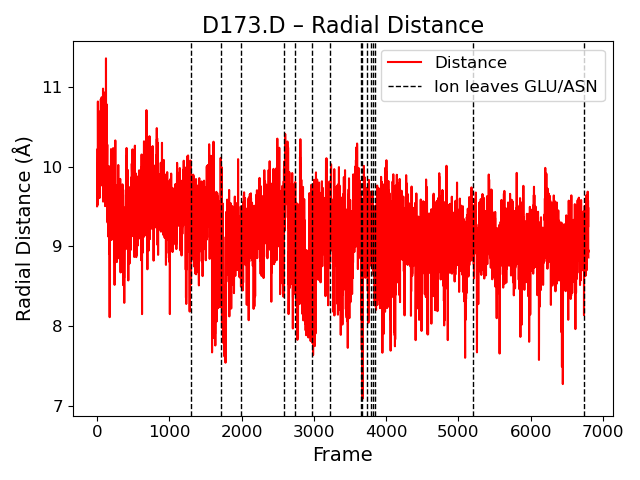 D173.D – Radial Distance
Distance
Ion leaves GLU/ASN
Radial Distance (Å)
11
10
9
8
7
0 1000 2000 3000 4000 5000 6000 7000
Frame